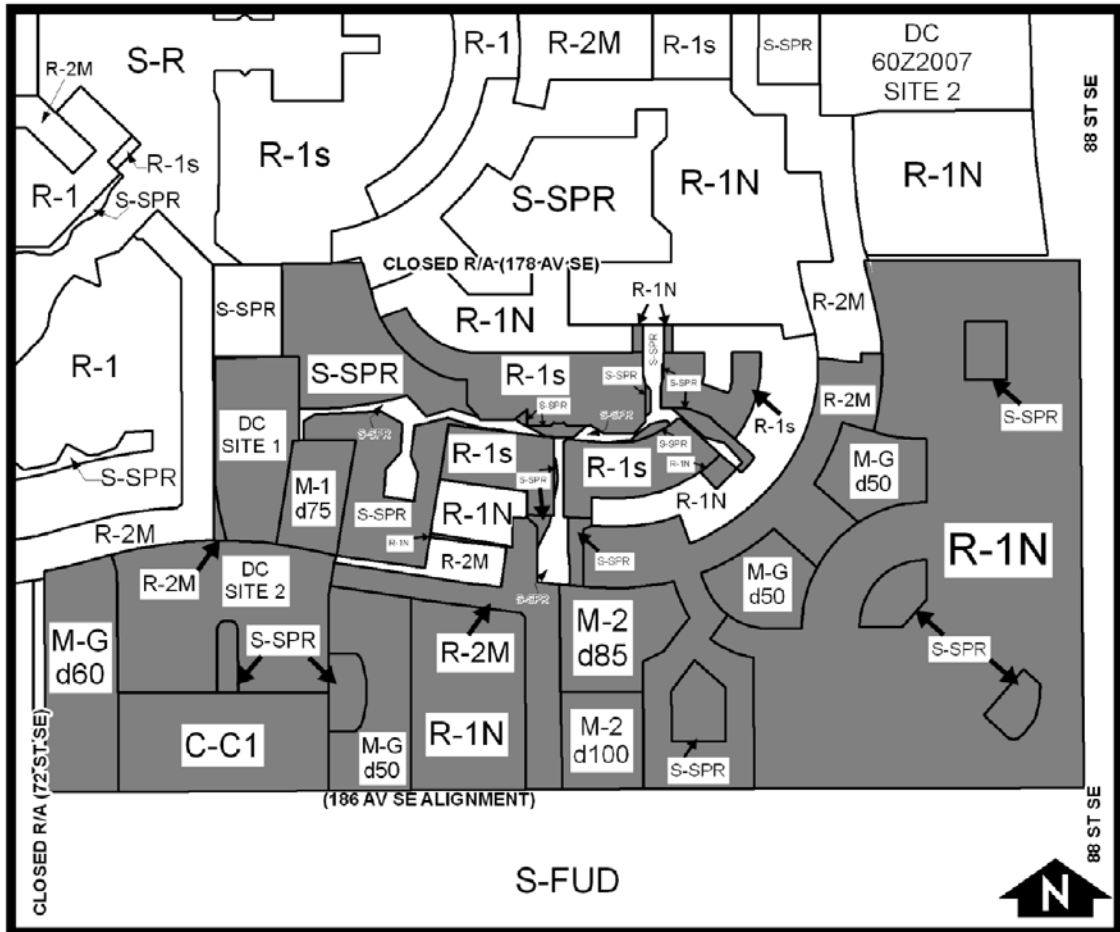 R-1
R-2M
R-1s
S-SPR
DC
60Z2007
SITE 2
S-R
R-2M
88 ST SE
R-1s
R-1s
R-1N
R-1N
R-1
S-SPR
S-SPR
CLOSED R/A (178 AV SE)
R-2M
R-1N
S-SPR
R-1N
S-SPR
R-1
S-SPR
R-1s
S-SPR
S-SPR
S-SPR
R-2M
S-SPR
DC
SITE 1
S-SPR
S-SPR
S-SPR
R-1s
R-1s
R-1s
R-1N
M-G
d50
S-SPR
M-1
d75
S-SPR
S-SPR
R-1N
R-1N
R-2M
R-1N
R-2M
S-SPR
R-1N
R-2M
DC
SITE 2
S-SPR
M-G
d50
M-G
d60
S-SPR
R-2M
M-2
d85
S-SPR
C-C1
M-G
d50
R-1N
M-2
d100
S-SPR
CLOSED R/A (72 ST SE)
(186 AV SE ALIGNMENT)
88 ST SE
S-FUD
N